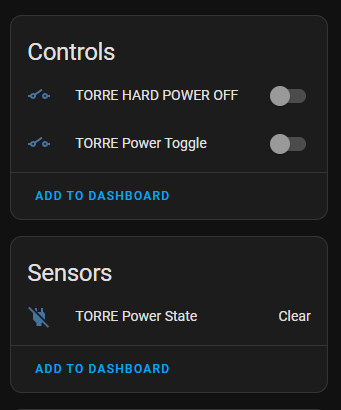 Controls
TORRE HARD POWER OFF
TORRE Power Toggle
ADD TO DASHBOARD
Sensors
TORRE Power State Clear
ADD TO DASHBOARD